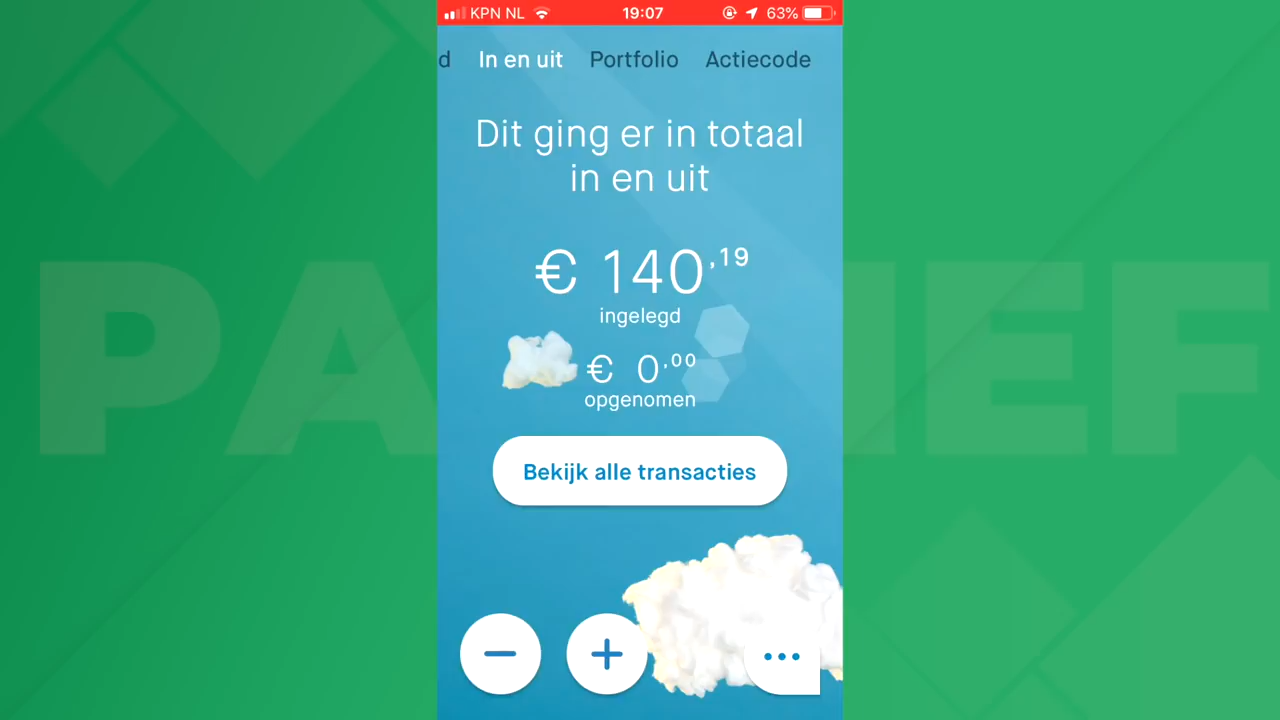 KPN NL 19:07 63%
d In en uit Portfolio Actiecode
Dit ging er in totaal
in en uit
€ 140,19
ingelegd
€ 0,00
opgenomen
Bekijk alle transacties